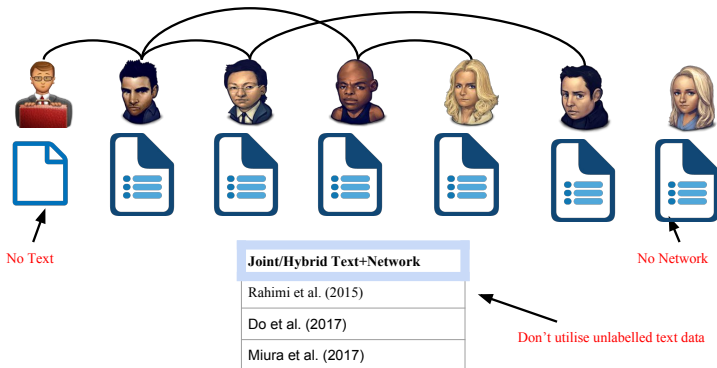 No Text
No Network
Joint/Hybrid Text+Network
Rahimi et al. (2015)
Do et al. (2017)
Miura et al. (2017)
Don't utilise unlabelled text data